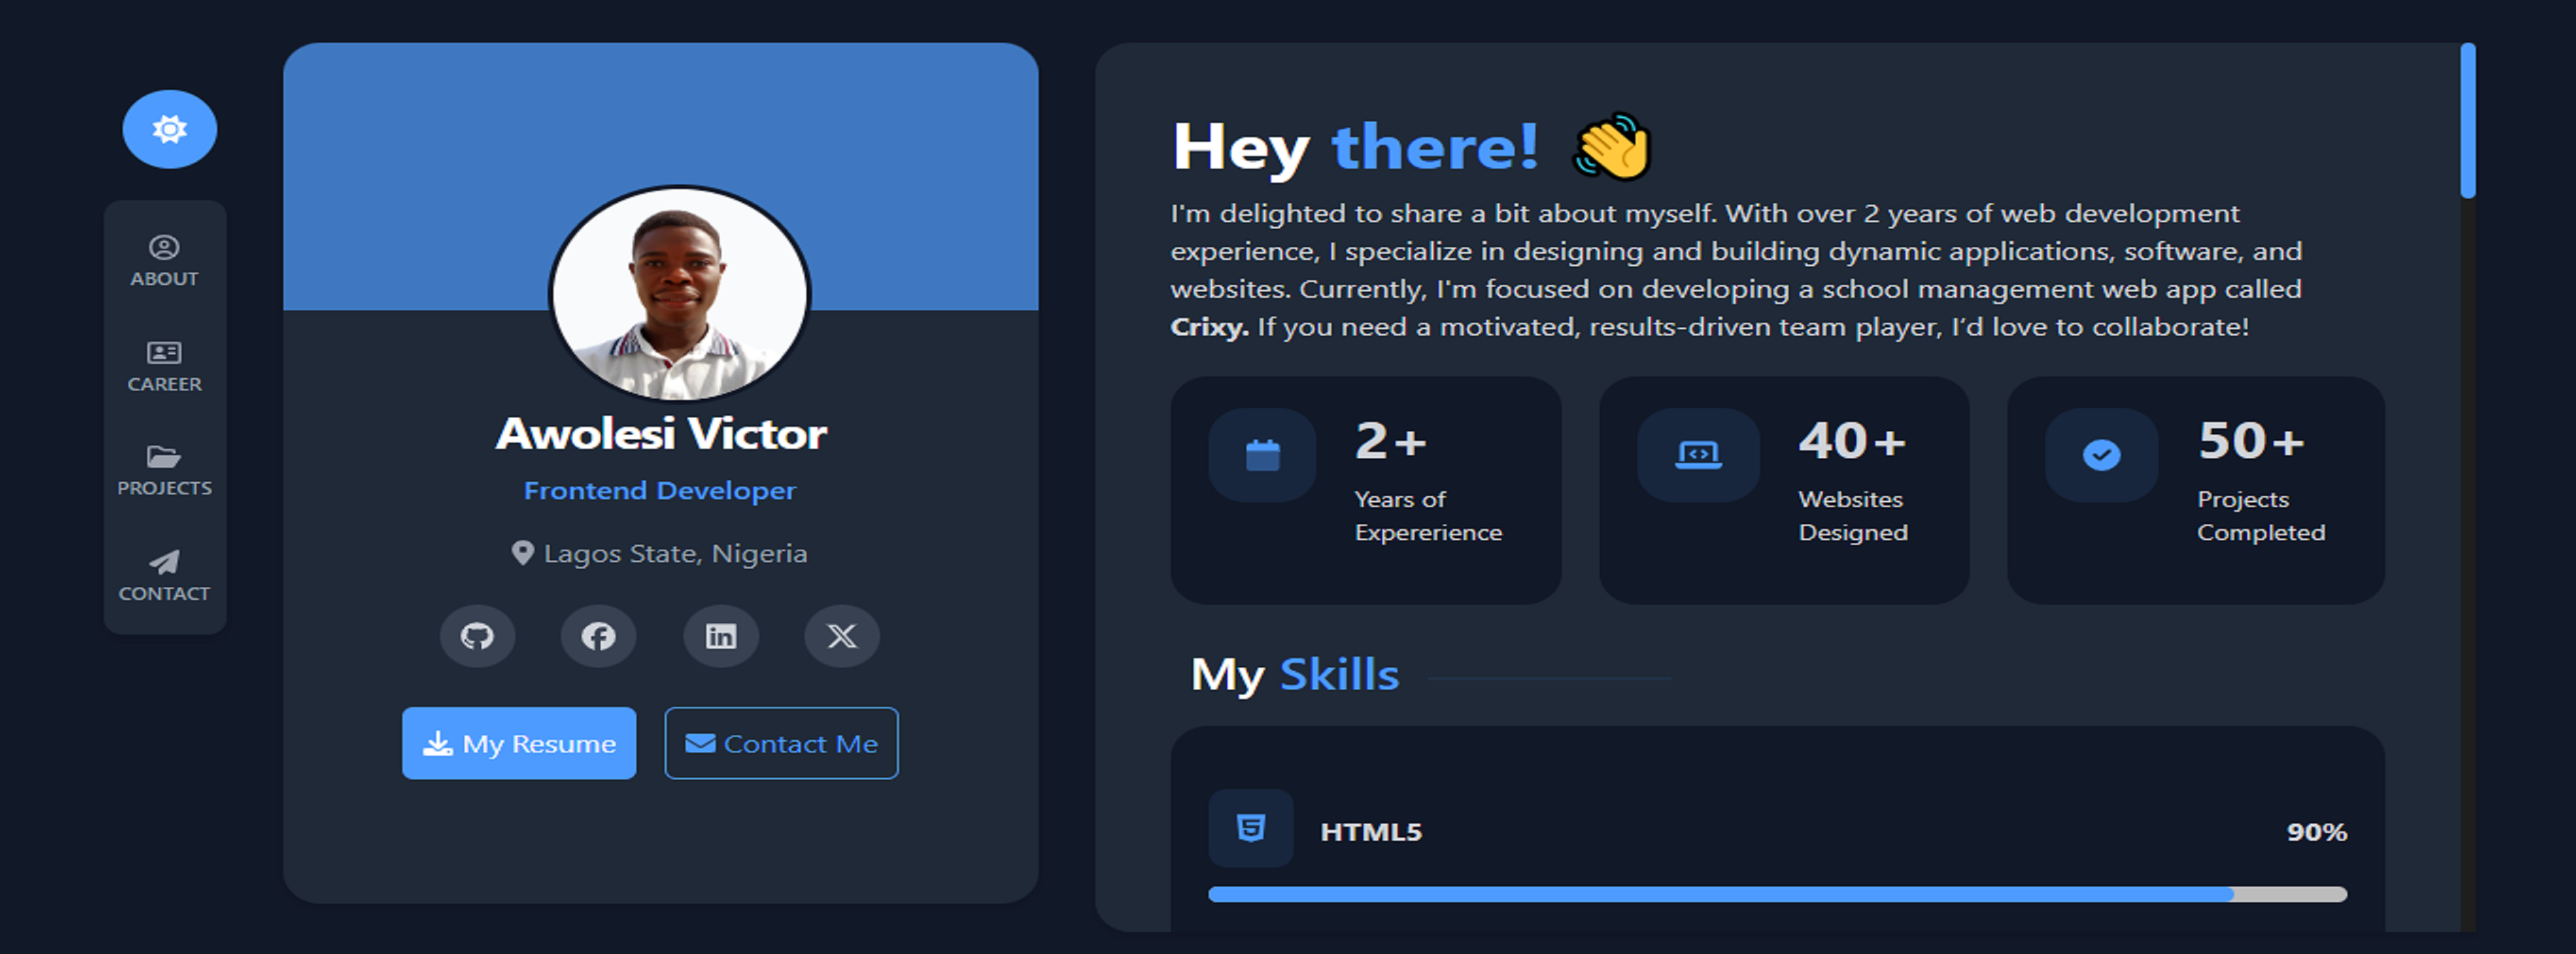 ABOUT
CAREER
PROJECTS
CONTACT
Awolesi Victor
Frontend Developer
Lagos State, Nigeria
My Resume
Contact Me
Hey there!
I'm delighted to share a bit about myself. With over 2 years of web development
experience, I specialize in designing and building dynamic applications, software, and
websites. Currently, I'm focused on developing a school management web app called
Crixy. If you need a motivated, results-driven team player, I'd love to collaborate!
2+
Years of
Expererience
40+
Websites
Designed
50+
Projects
Completed
My Skills
HTML5
90%